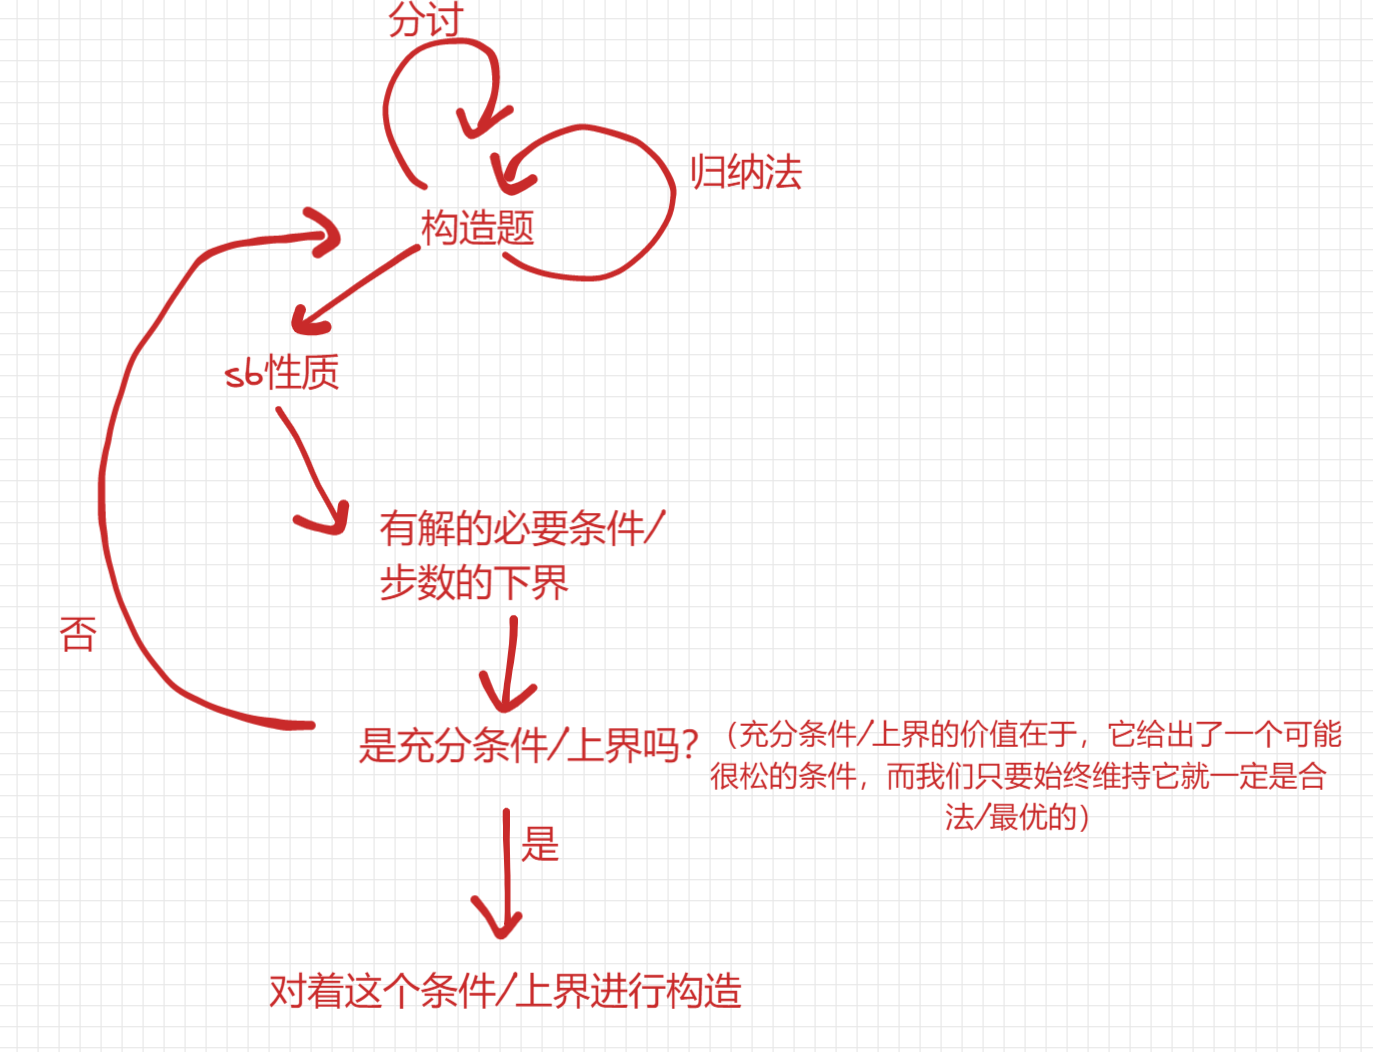 分讨
归纳法
构造题
sb性质
有解的必要条件/
步数的下界
否
是充分条件/上界吗?
（充分条件/上界的价值在于，它给出了一个可能
很松的条件，而我们只要始终维持它就一定是合
法/最优的）
是
对着这个条件/上界进行构造